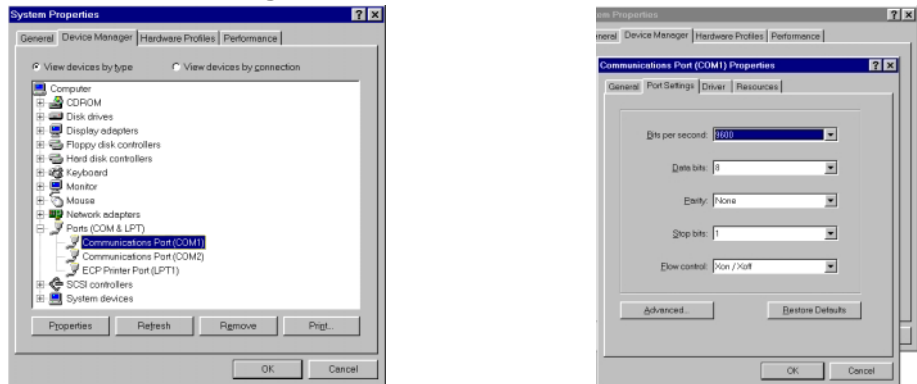 System Properties
General Device Manager Hardware Profiles Performance
View devices by type View devices by connection
Computer
CDROM
Disk drives
Display adapters
Floppy disk controllers
Hard disk controllers
Keyboard
Monitor
Mouse
Network adapters
Ports (COM & LPT)
Communications Port (COM1)
Communications Port (COM2)
ECP Printer Port (LPT1)
SCSI controllers
System devices
Properties Refresh Remove Print...
OK Cancel
em Properties
neral Device Manager Hardware Profiles Performance
Communications Port (COM1) Properties
General Port Settings Driver Resources
Bits per second: 9600
Data bits: 8
Parity: None
Stop bits: 1
Flow control: Xon / Xoff
Advanced... Restore Defaults
OK Cancel